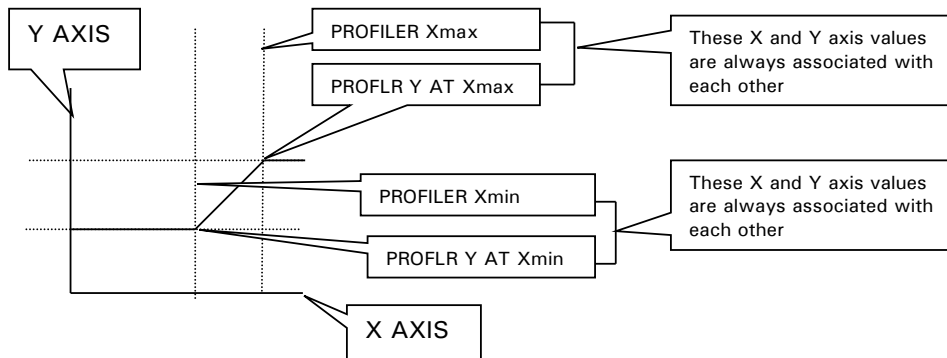 Y AXIS
PROFILER Xmax
PROFLR Y AT Xmax
These X and Y axis values
are always associated with
each other
PROFILER Xmin
PROFLR Y AT Xmin
These X and Y axis values
are always associated with
each other
X AXIS